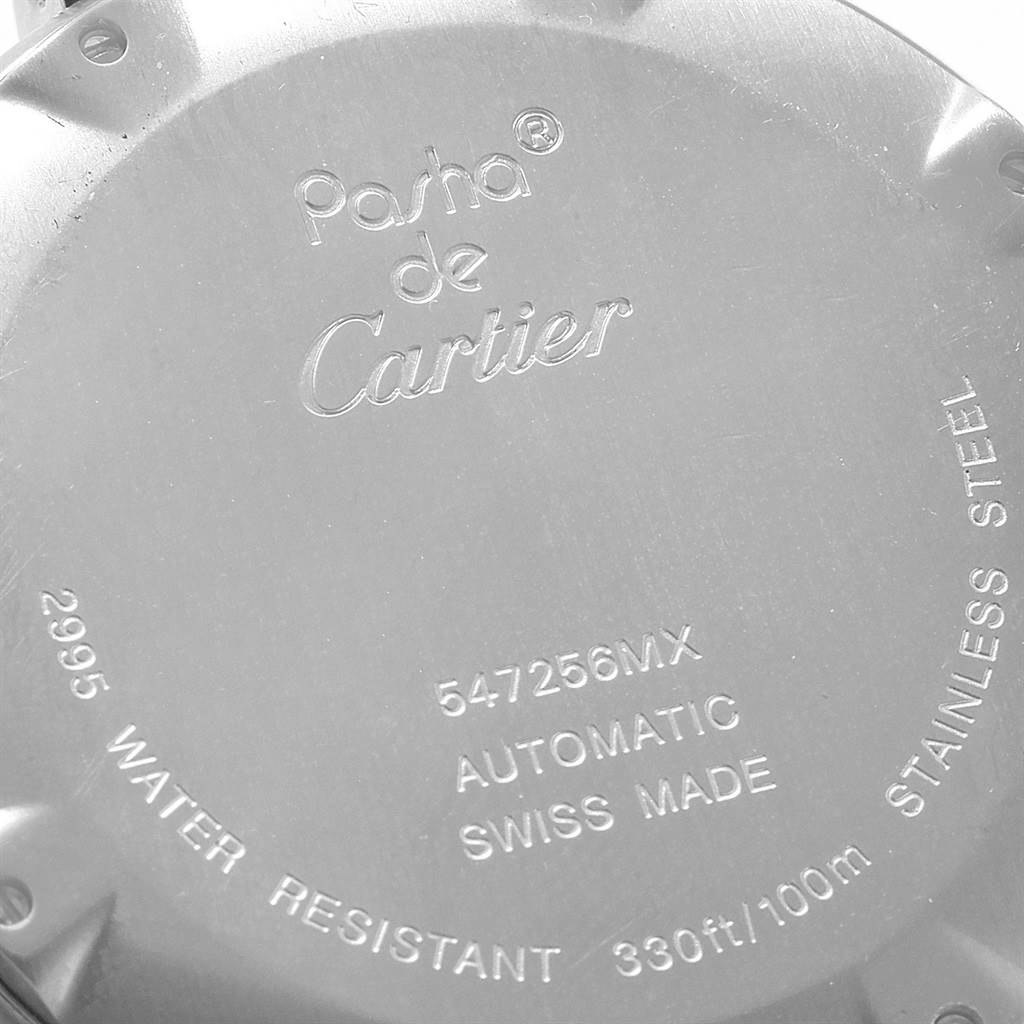 Pasha®
de
Cartier
547256MX
AUTOMATIC
SWISS MADE
2995 WATER RESISTANT 330ft/100m STAINLESS STEEL